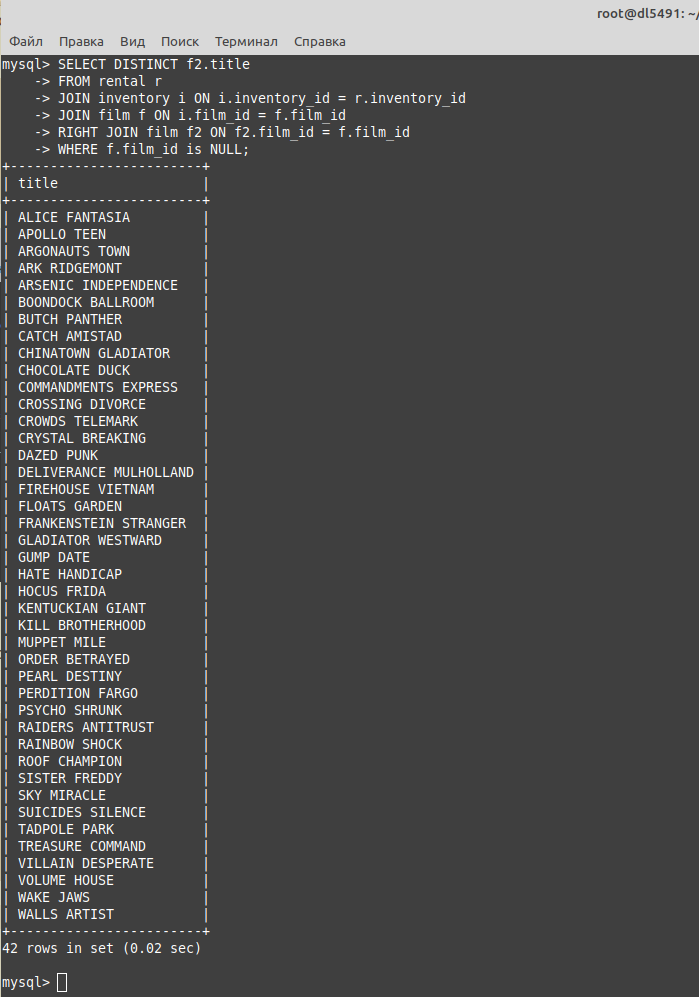 root@dl5491: ~/
Файл Правка Вид Поиск Терминал Справка
mysql> SELECT DISTINCT f2.title
    -> FROM rental r
    -> JOIN inventory i ON i.inventory_id = r.inventory_id
    -> JOIN film f ON i.film_id = f.film_id
    -> RIGHT JOIN film f2 ON f2.film_id = f.film_id
    -> WHERE f.film_id is NULL;
+------------------------+
| title                  |
+------------------------+
| ALICE FANTASIA         |
| APOLLO TEEN            |
| ARGONAUTS TOWN         |
| ARK RIDGEMONT          |
| ARSENIC INDEPENDENCE   |
| BOONDOCK BALLROOM      |
| BUTCH PANTHER          |
| CATCH AMISTAD          |
| CHINATOWN GLADIATOR    |
| CHOCOLATE DUCK         |
| COMMANDMENTS EXPRESS   |
| CROSSING DIVORCE       |
| CROWDS TELEMARK        |
| CRYSTAL BREAKING       |
| DAZED PUNK             |
| DELIVERANCE MULHOLLAND |
| FIREHOUSE VIETNAM      |
| FLOATS GARDEN          |
| FRANKENSTEIN STRANGER  |
| GLADIATOR WESTWARD     |
| GUMP DATE              |
| HATE HANDICAP          |
| HOCUS FRIDA            |
| KENTUCKIAN GIANT       |
| KILL BROTHERHOOD       |
| MUPPET MILE            |
| ORDER BETRAYED         |
| PEARL DESTINY          |
| PERDITION FARGO        |
| PSYCHO SHRUNK          |
| RAIDERS ANTITRUST      |
| RAINBOW SHOCK          |
| ROOF CHAMPION          |
| SISTER FREDDY          |
| SKY MIRACLE            |
| SUICIDES SILENCE       |
| TADPOLE PARK           |
| TREASURE COMMAND       |
| VILLAIN DESPERATE      |
| VOLUME HOUSE           |
| WAKE JAWS              |
| WALLS ARTIST           |
+------------------------+
42 rows in set (0.02 sec)
mysql>